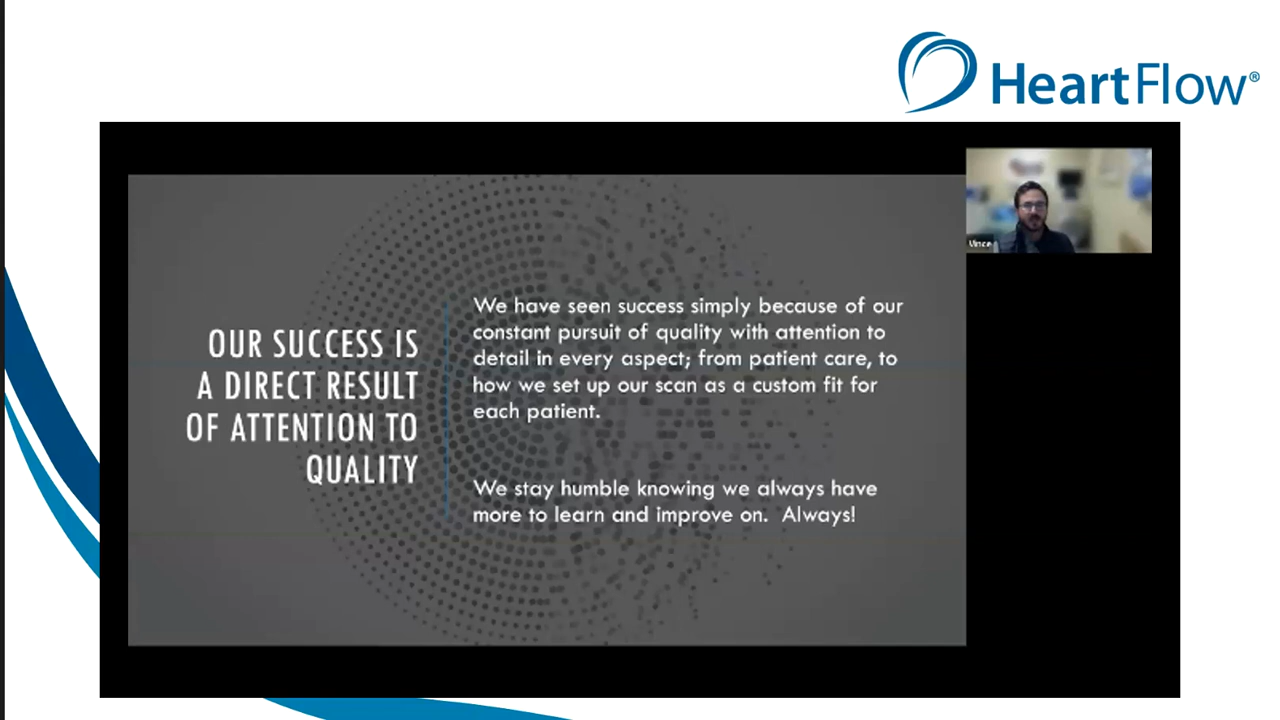 HeartFlow®
Vince
OUR SUCCESS IS
A DIRECT RESULT
OF ATTENTION TO
QUALITY
We have seen success simply because of our
constant pursuit of quality with attention to
detail in every aspect; from patient care, to
how we set up our scan as a custom fit for
each patient.
We stay humble knowing we always have
more to learn and improve on.  Always!